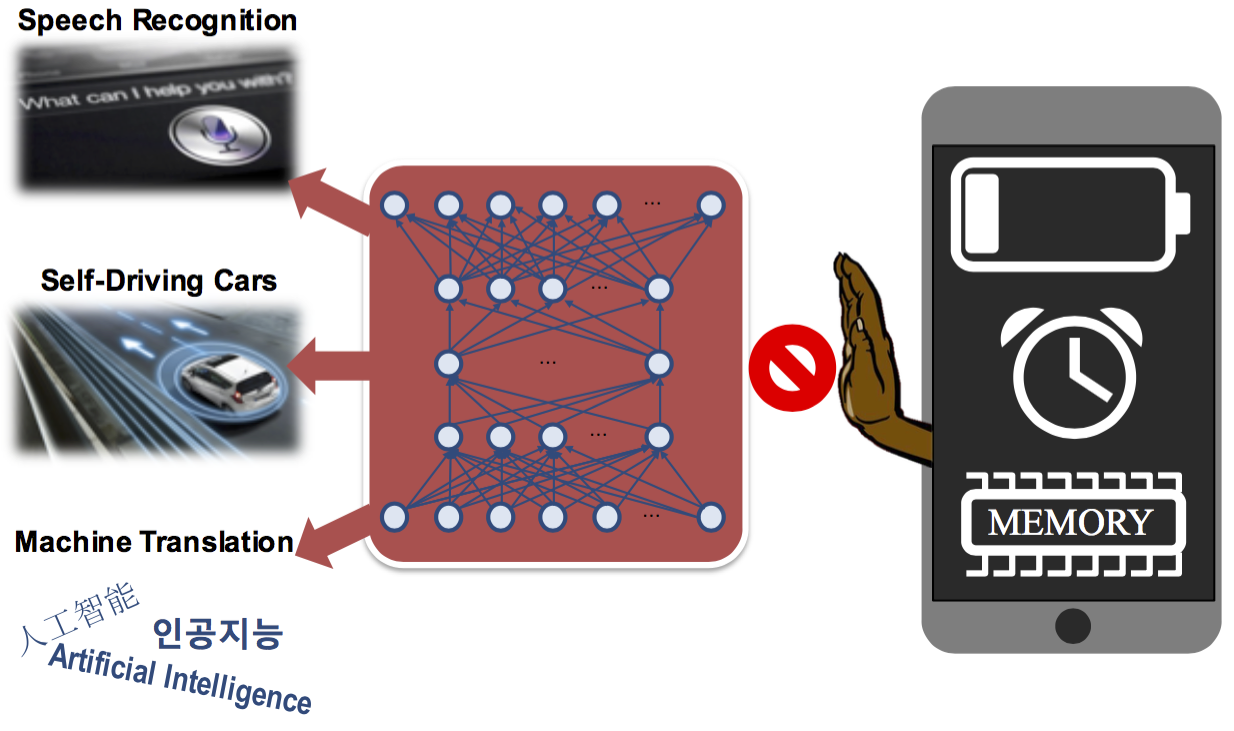 Speech Recognition
What can I help you with?
Self-Driving Cars
Machine Translation
人工智能
인공지능
Artificial Intelligence
...
...
...
...
...
MEMORY